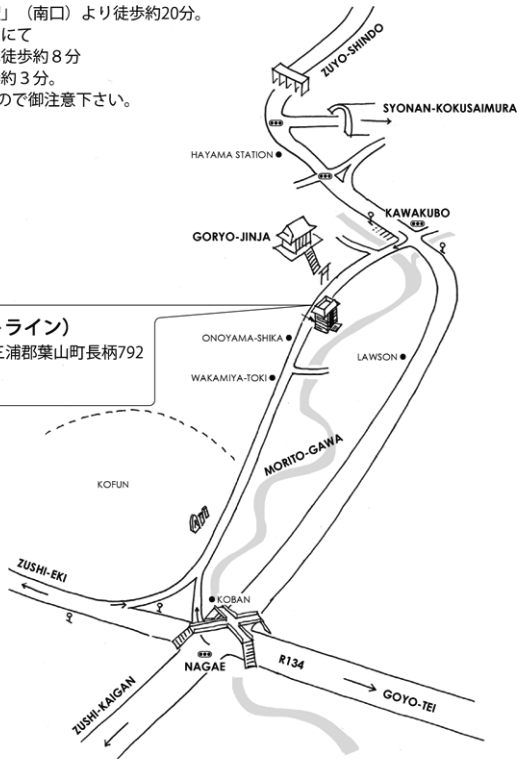 」（南口）より徒歩約20分。
にて
徒歩約８分
約３分。
ので御注意下さい。
ZUYO-SHINDO
SYONAN-KOKUSAIMURA
HAYAMA STATION
KAWAKUBO
GORYO-JINJA
ライン）
三浦郡葉山町長柄792
ONOYAMA-SHIKA
LAWSON
WAKAMIYA-TOKI
MORITO-GAWA
KOFUN
ZUSHI-EKI
KOBAN
NAGAE
R134
GOYO-TEI
ZUSHI-KAIGAN